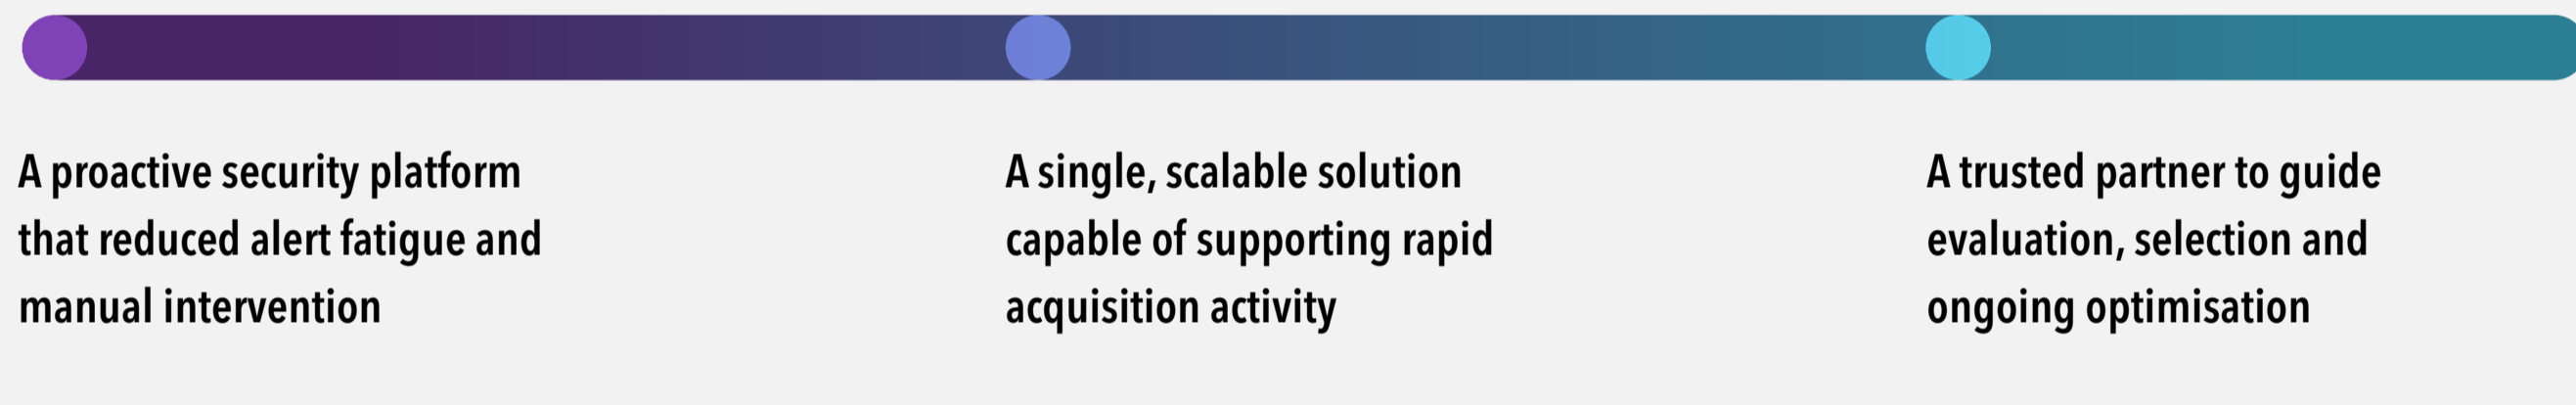 A proactive security platform
that reduced alert fatigue and
manual intervention
A single, scalable solution
capable of supporting rapid
acquisition activity
A trusted partner to guide
evaluation, selection and
ongoing optimisation